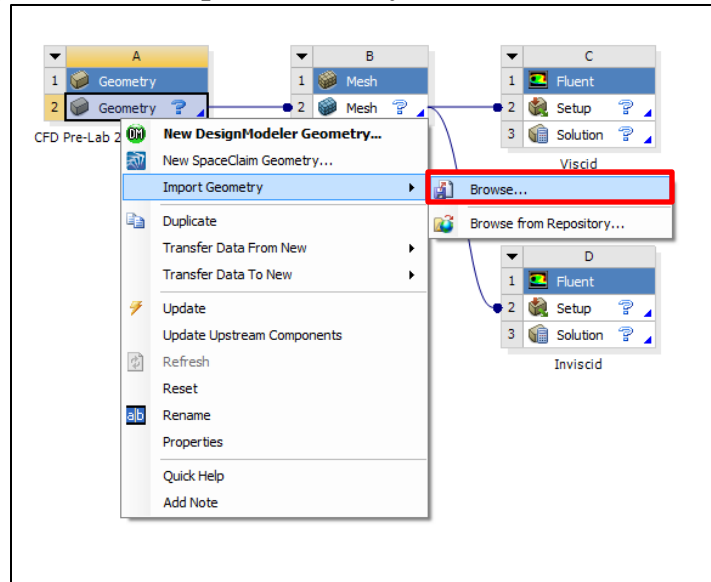 A
1 Geometry
2 Geometry ?
CFD Pre-Lab 2
B
1 Mesh
2 Mesh ?
C
1 Fluent
2 Setup ?
3 Solution ?
Viscid
DM New DesignModeler Geometry...
New SpaceClaim Geometry...
Import Geometry
Browse...
Browse from Repository...
Duplicate
Transfer Data From New
Transfer Data To New
Update
Update Upstream Components
Refresh
Reset
a|b Rename
Properties
Quick Help
Add Note
D
1 Fluent
2 Setup ?
3 Solution ?
Inviscid